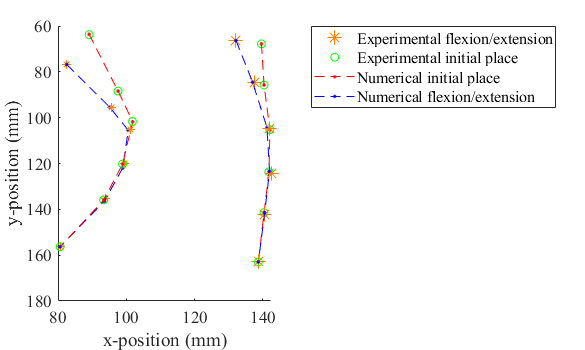 60
80
100
120
140
160
180
80
100
120
140
x-position (mm)
y-position (mm)
Experimental flexion/extension
Experimental initial place
Numerical initial place
Numerical flexion/extension